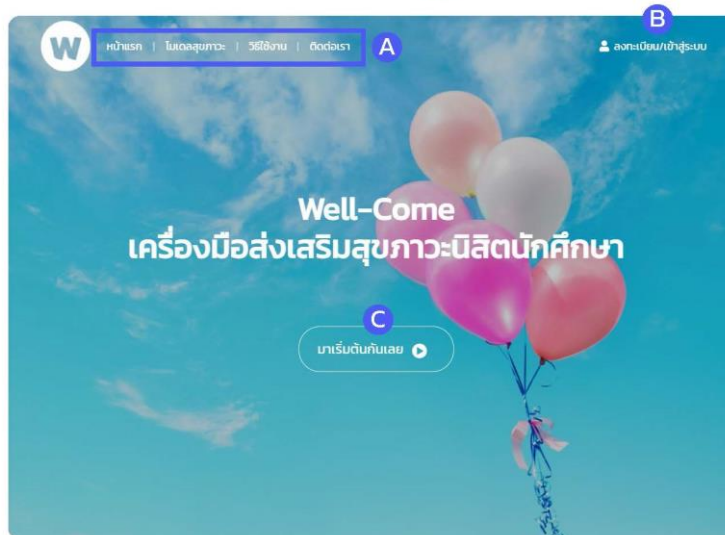 B
W
หน้าแรก | โมเดลสุขภาวะ | วิธีใช้งาน | ติดต่อเรา A
ลงทะเบียน/เข้าสู่ระบบ
Well-Come
เครื่องมือส่งเสริมสุขภาวะนิสิตนักศึกษา
C
มาเริ่มต้นกันเลย